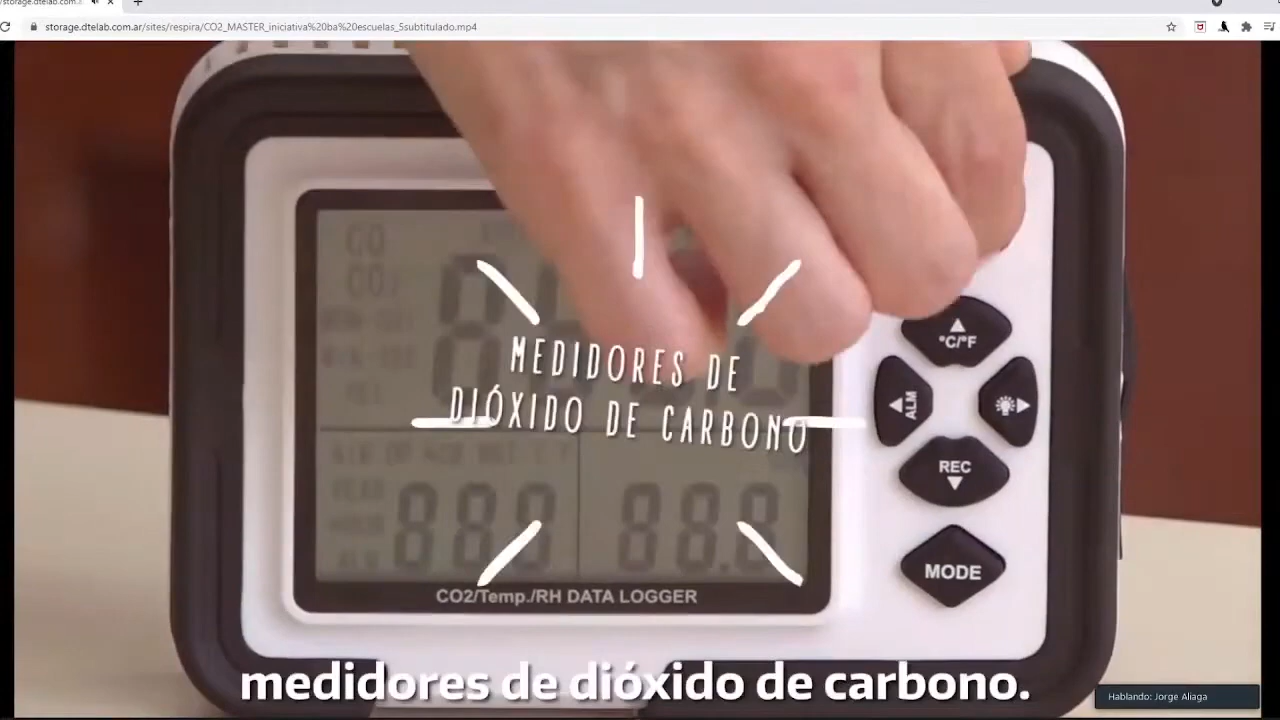 storage.dtelab.com.ar/sites/respira/CO2_MASTER_iniciativa%20ba%20escuelas_5subtitulado.mp4
MEDIDORES DE
DIÓXIDO DE CARBONO
°C/°F
ALM
REC
MODE
888
88.8
CO2/Temp./RH DATA LOGGER
medidores de dióxido de carbono.
Hablando: Jorge Aliaga